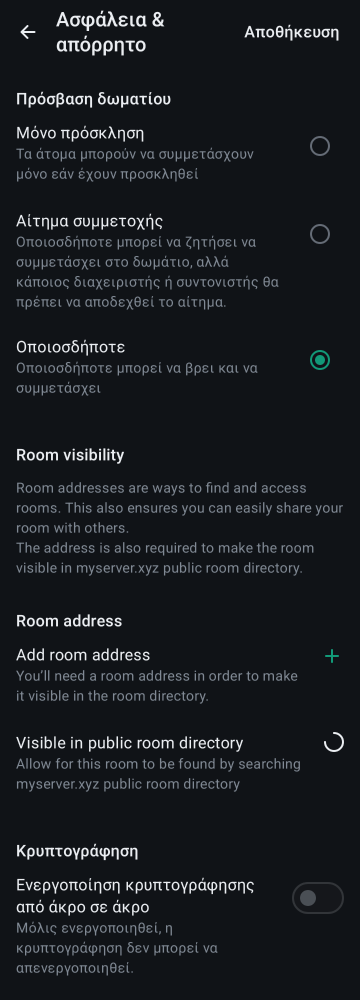 Ασφάλεια &
απόρρητο
Αποθήκευση
Πρόσβαση δωματίου
Μόνο πρόσκληση
Τα άτομα μπορούν να συμμετάσχουν
μόνο εάν έχουν προσκληθεί
Αίτημα συμμετοχής
Οποιοσδήποτε μπορεί να ζητήσει να
συμμετάσχει στο δωμάτιο, αλλά
κάποιος διαχειριστής ή συντονιστής θα
πρέπει να αποδεχθεί το αίτημα.
Οποιοσδήποτε
Οποιοσδήποτε μπορεί να βρει και να
συμμετάσχει
Room visibility
Room addresses are ways to find and access
rooms. This also ensures you can easily share your
room with others.
The address is also required to make the room
visible in myserver.xyz public room directory.
Room address
Add room address
You’ll need a room address in order to make
it visible in the room directory.
Visible in public room directory
Allow for this room to be found by searching
myserver.xyz public room directory
Κρυπτογράφηση
Ενεργοποίηση κρυπτογράφησης
από άκρο σε άκρο
Μόλις ενεργοποιηθεί, η
κρυπτογράφηση δεν μπορεί να
απενεργοποιηθεί.